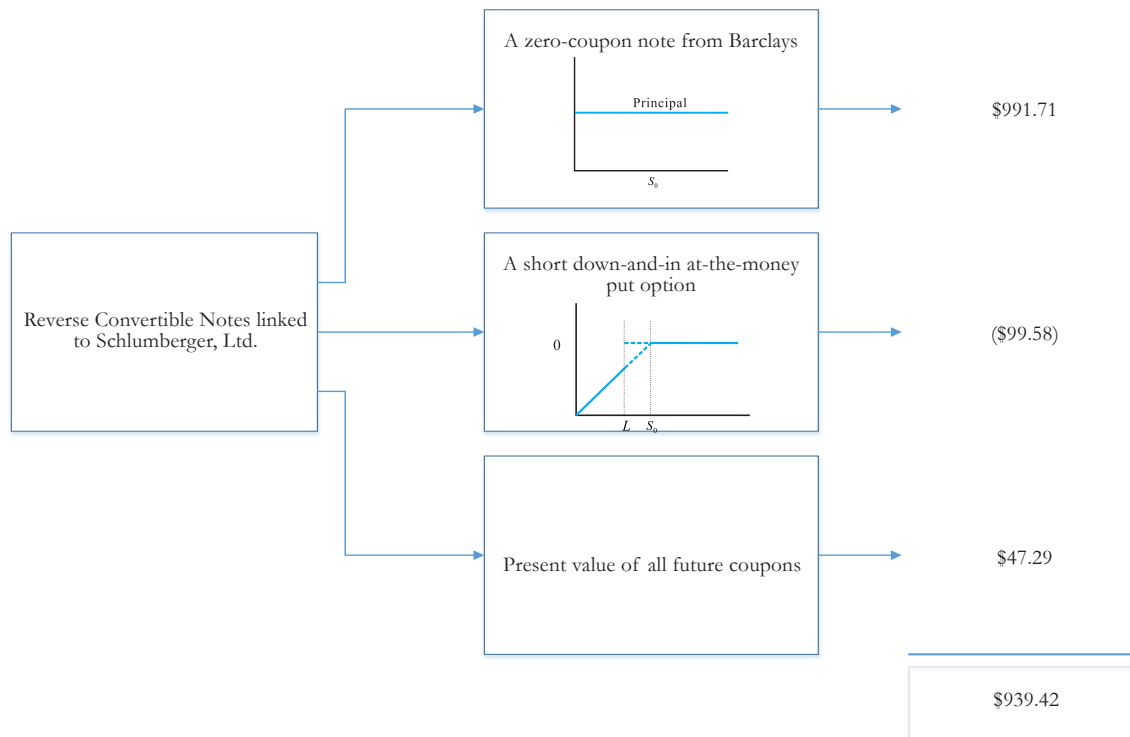 A zero-coupon note from Barclays
Principal
S₀
$991.71
Reverse Convertible Notes linked
to Schlumberger, Ltd.
A short down-and-in at-the-money
put option
0
L S₀
($99.58)
Present value of all future coupons
$47.29
$939.42